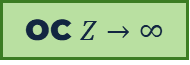 OC Z → ∞